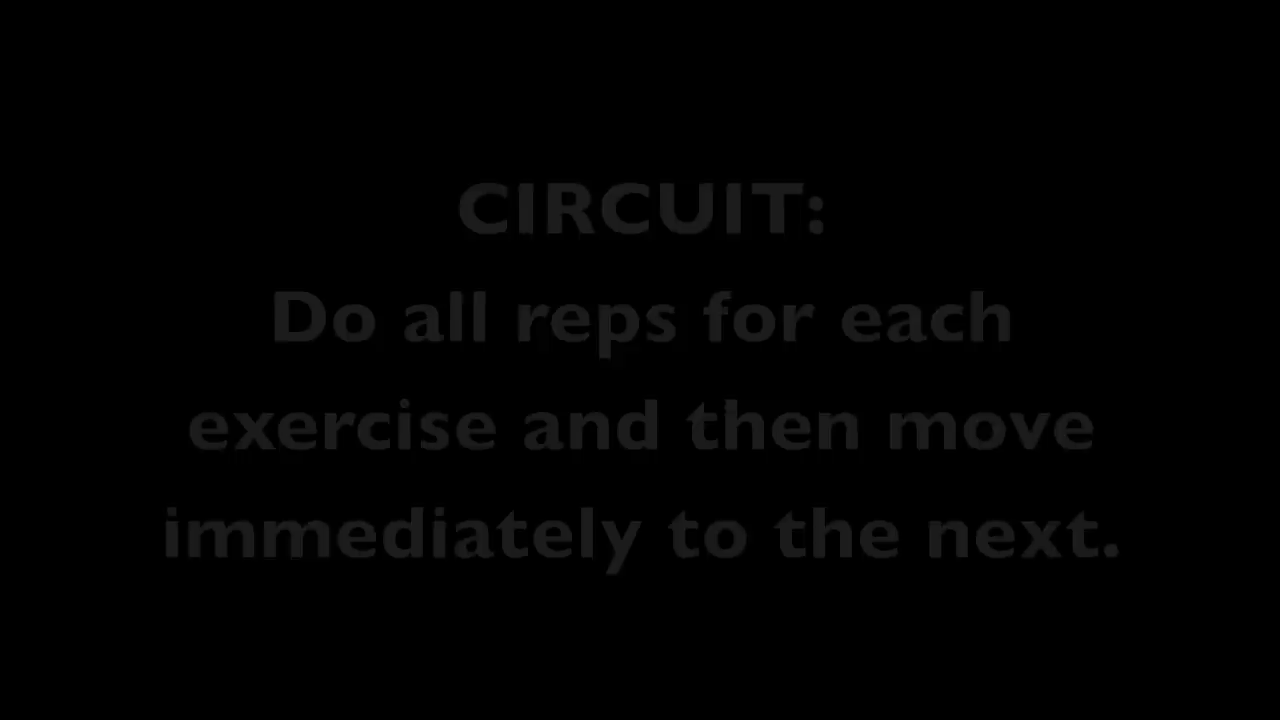 CIRCUIT:
Do all reps for each
exercise and then move
immediately to the next.